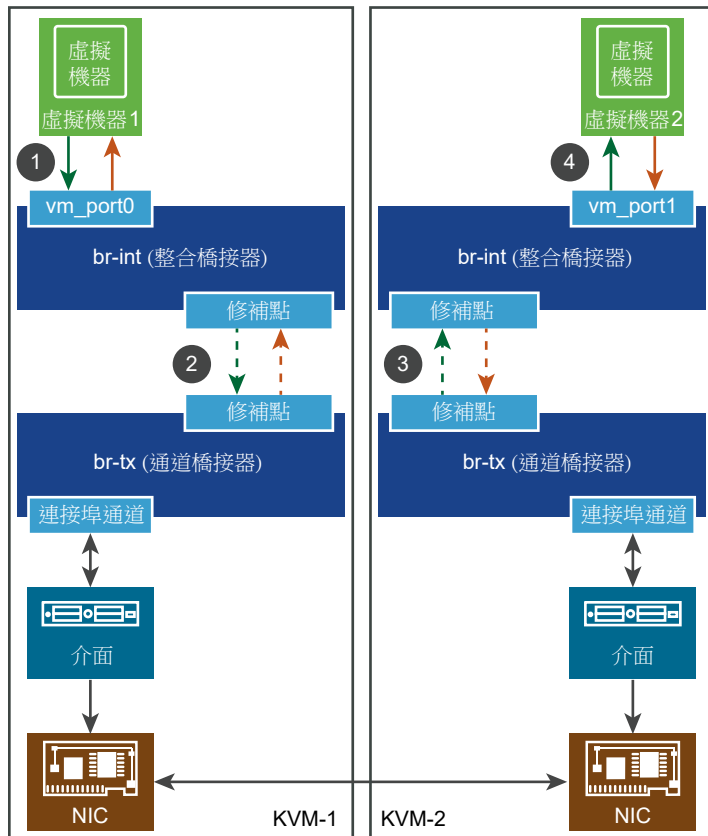 虛擬
機器
虛擬機器 1
1
vm_port0
br-int (整合橋接器)
修補點
2
修補點
br-tx (通道橋接器)
連接埠通道
介面
NIC
KVM-1
虛擬
機器
虛擬機器 2
4
vm_port1
br-int (整合橋接器)
修補點
3
修補點
br-tx (通道橋接器)
連接埠通道
介面
NIC
KVM-2